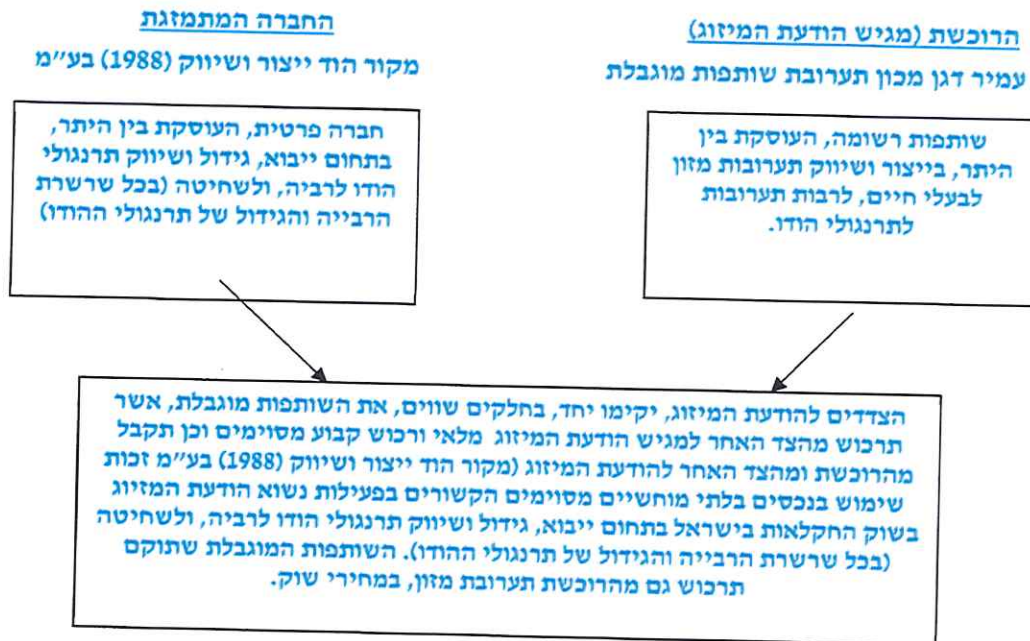 הרוכשת (מגיש הודעת המיזוג)
עמיר דגן מכון תערובת שותפות מוגבלת
שותפות רשומה, העוסקת בין
היתר, בייצור ושיווק תערובות מזון
לבעלי חיים, לרבות תערובות
לתרנגולי הודו.
החברה המתמזגת
מקור הוד ייצור ושיווק (1988) בע״מ
חברה פרטית, העוסקת בין היתר,
בתחום ייבוא, גידול ושיווק תרנגולי
הודו לרביה, ולשחיטה (בכל שרשרת
הרבייה והגידול של תרנגולי ההודו)
הצדדים להודעת המיזוג, יקימו יחד, בחלקים שווים, את השותפות מוגבלת, אשר
תרכוש מהצד האחר למגיש הודעת המיזוג מלאי ורכוש קבוע מסוימים וכן תקבל
מהרוכשת ומהצד האחר להודעת המיזוג (מקור הוד ייצור ושיווק (1988) בע״מ זכות
שימוש בנכסים בלתי מוחשיים מסוימים הקשורים בפעילות נשוא הודעת המזיוג
בשוק החקלאות בישראל בתחום ייבוא, גידול ושיווק תרנגולי הודו לרביה, ולשחיטה
(בכל שרשרת הרבייה והגידול של תרנגולי ההודו). השותפות המוגבלת שתוקם
תרכוש גם מהרוכשת תערובת מזון, במחירי שוק.